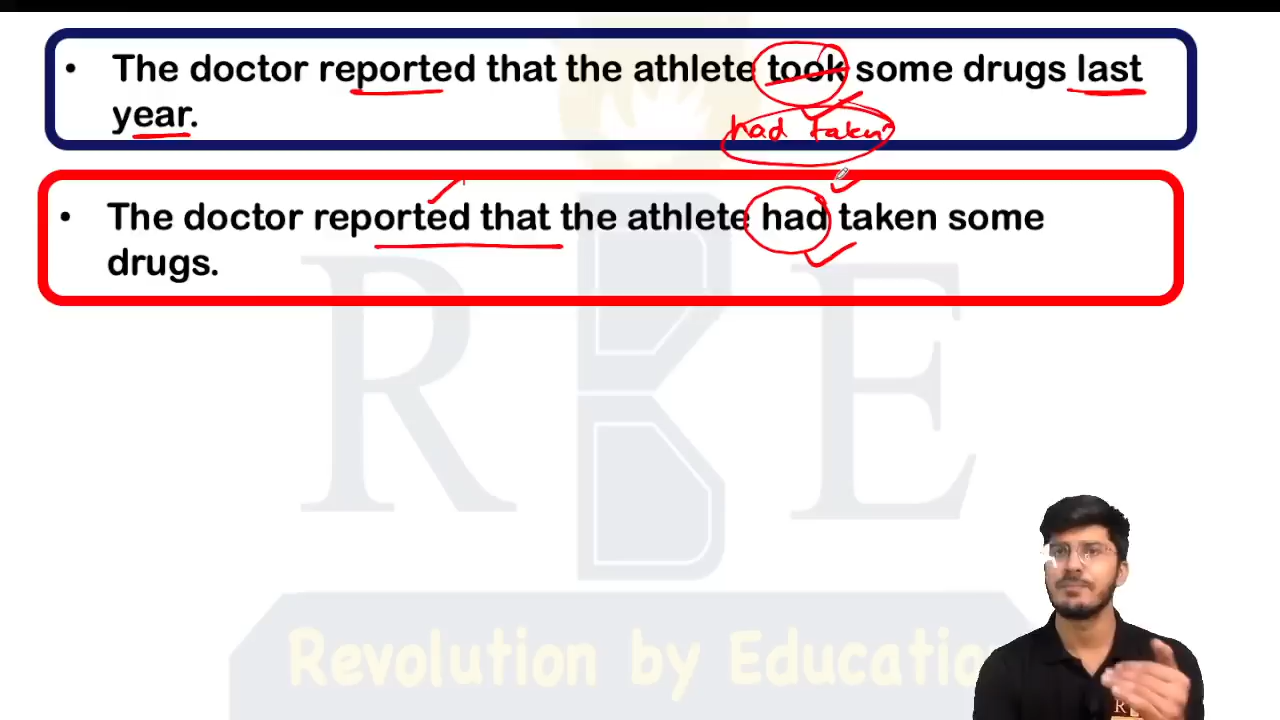 • The doctor reported that the athlete took some drugs last
year.
had taken
• The doctor reported that the athlete had taken some
drugs.
R B E
Revolution by Educatio
R